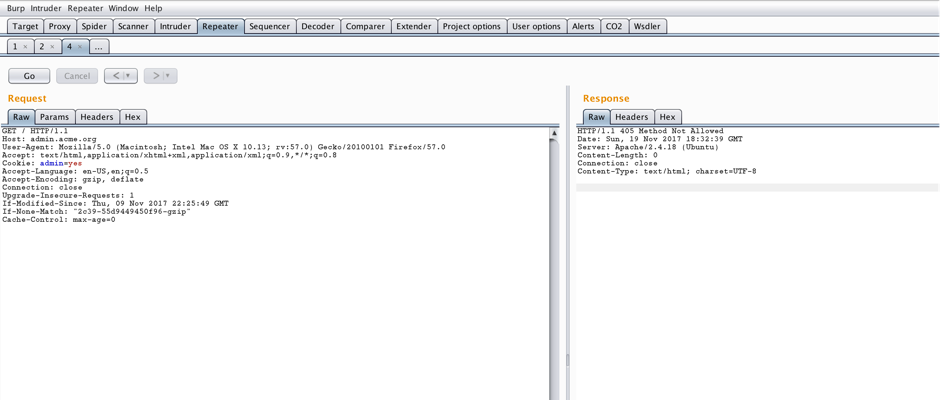 Burp Intruder Repeater Window Help
Target Proxy Spider Scanner Intruder Repeater Sequencer Decoder Comparer Extender Project options User options Alerts CO2 Wsdler
1 × 2 × 4 × ...
Go Cancel < | ▼ > | ▼
Request
Raw Params Headers Hex
GET / HTTP/1.1
Host: admin.acme.org
User-Agent: Mozilla/5.0 (Macintosh; Intel Mac OS X 10.13; rv:57.0) Gecko/20100101 Firefox/57.0
Accept: text/html,application/xhtml+xml,application/xml;q=0.9,*/*;q=0.8
Cookie: admin=yes
Accept-Language: en-US,en;q=0.5
Accept-Encoding: gzip, deflate
Connection: close
Upgrade-Insecure-Requests: 1
If-Modified-Since: Thu, 09 Nov 2017 22:25:49 GMT
If-None-Match: "2c39-55d9449450f96-gzip"
Cache-Control: max-age=0
Response
Raw Headers Hex
HTTP/1.1 405 Method Not Allowed
Date: Sun, 19 Nov 2017 18:32:39 GMT
Server: Apache/2.4.18 (Ubuntu)
Content-Length: 0
Connection: close
Content-Type: text/html; charset=UTF-8